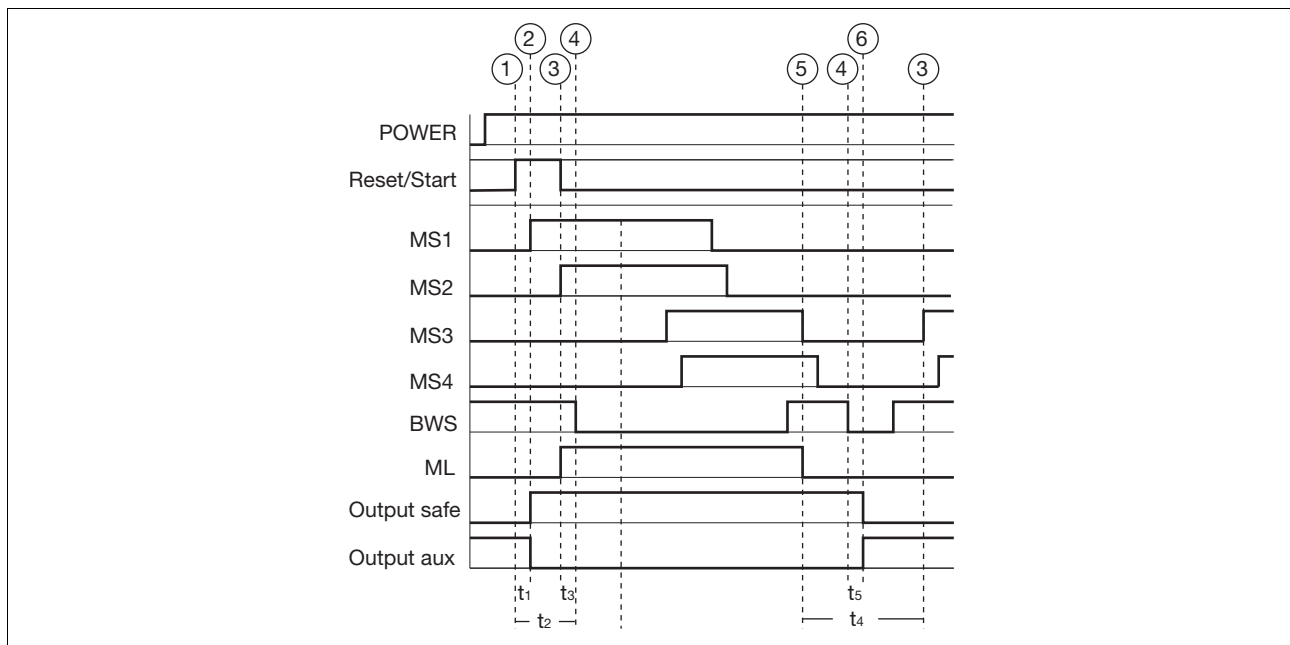 ② ④ ⑥
① ③ ⑤ ④ ③
POWER
Reset/Start
MS1
MS2
MS3
MS4
BWS
ML
Output safe
Output aux
t1 t3 t5
t2 t4